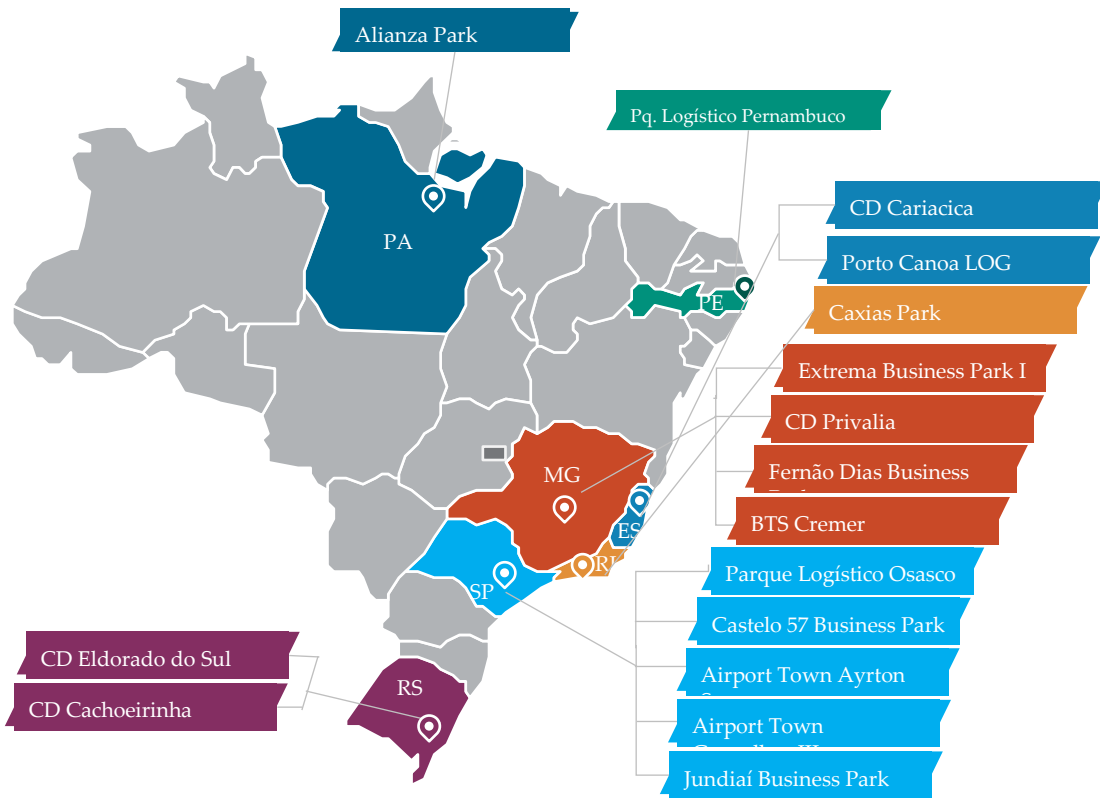 Alianza Park
Pq. Logístico Pernambuco
CD Cariacica
Porto Canoa LOG
Caxias Park
Extrema Business Park I
CD Privalia
Fernão Dias Business
BTS Cremer
Parque Logístico Osasco
Castelo 57 Business Park
Airport Town Ayrton
Airport Town
Jundiaí Business Park
CD Eldorado do Sul
CD Cachoeirinha
PA
PE
MG
ES
RJ
SP
RS